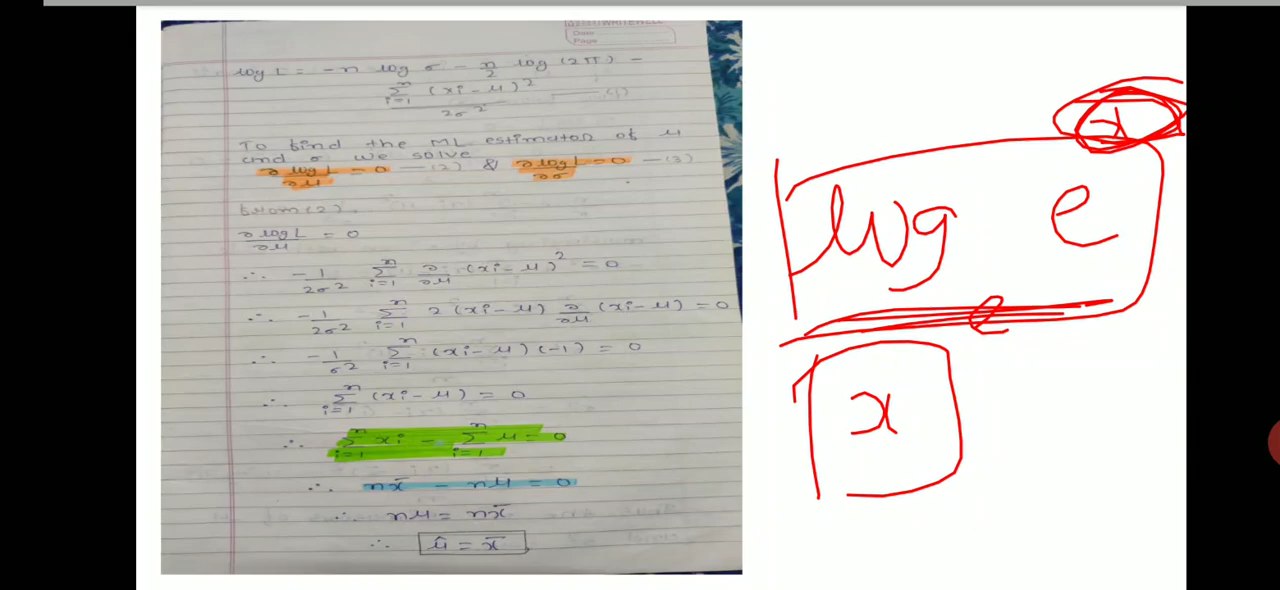 Date
Page
log L = -n log σ - n/2 log (2π) -
Σ_{i=1}^{n} (xi - μ)² / 2σ² —(1)
To find the ML estimator of μ
and σ we solve
∂ log L / ∂μ = 0 —(2) & ∂ log L / ∂σ = 0 —(3)
from (2).
∂ log L / ∂μ = 0
∴ -1/2σ² Σ_{i=1}^{n} ∂/∂μ (xi - μ)² = 0
∴ -1/2σ² Σ_{i=1}^{n} 2 (xi - μ) ∂/∂μ (xi - μ) = 0
∴ -1/σ² Σ_{i=1}^{n} (xi - μ) (-1) = 0
∴ Σ_{i=1}^{n} (xi - μ) = 0
∴ Σ_{i=1}^{n} xi - Σ_{i=1}^{n} μ = 0
∴ nx̄ - nμ = 0
∴ nμ = nx̄
∴ μ̂ = x̄
x
log e
e
x